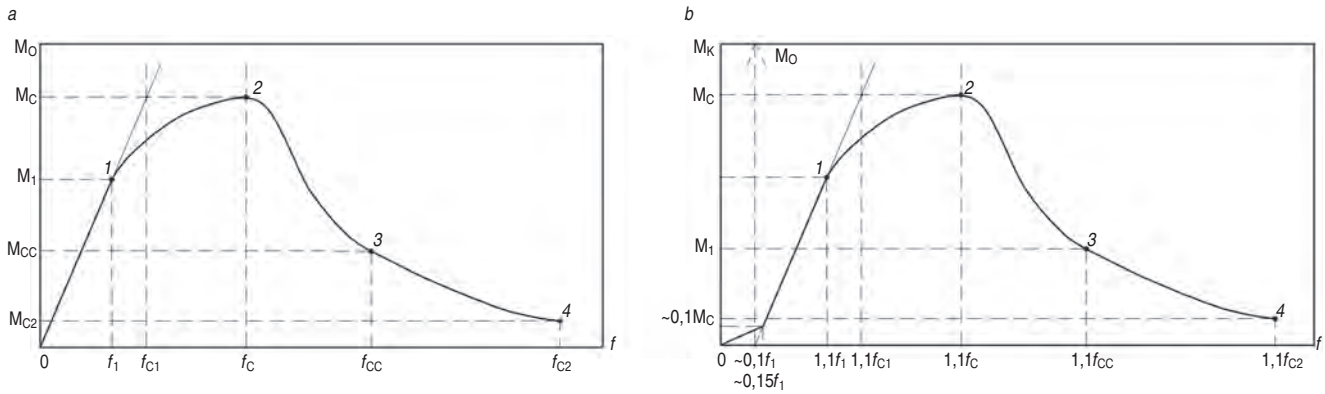 a
M_O
M_C
M_1
M_CC
M_C2
1
2
3
4
0 f_1 f_C1 f_C f_CC f_C2 f
b
M_K
M_O
M_C
M_1
~0,1M_C
1
2
3
4
0 ~0,1f_1 1,1f_1 1,1f_C1 1,1f_C 1,1f_CC 1,1f_C2 f
~0,15f_1